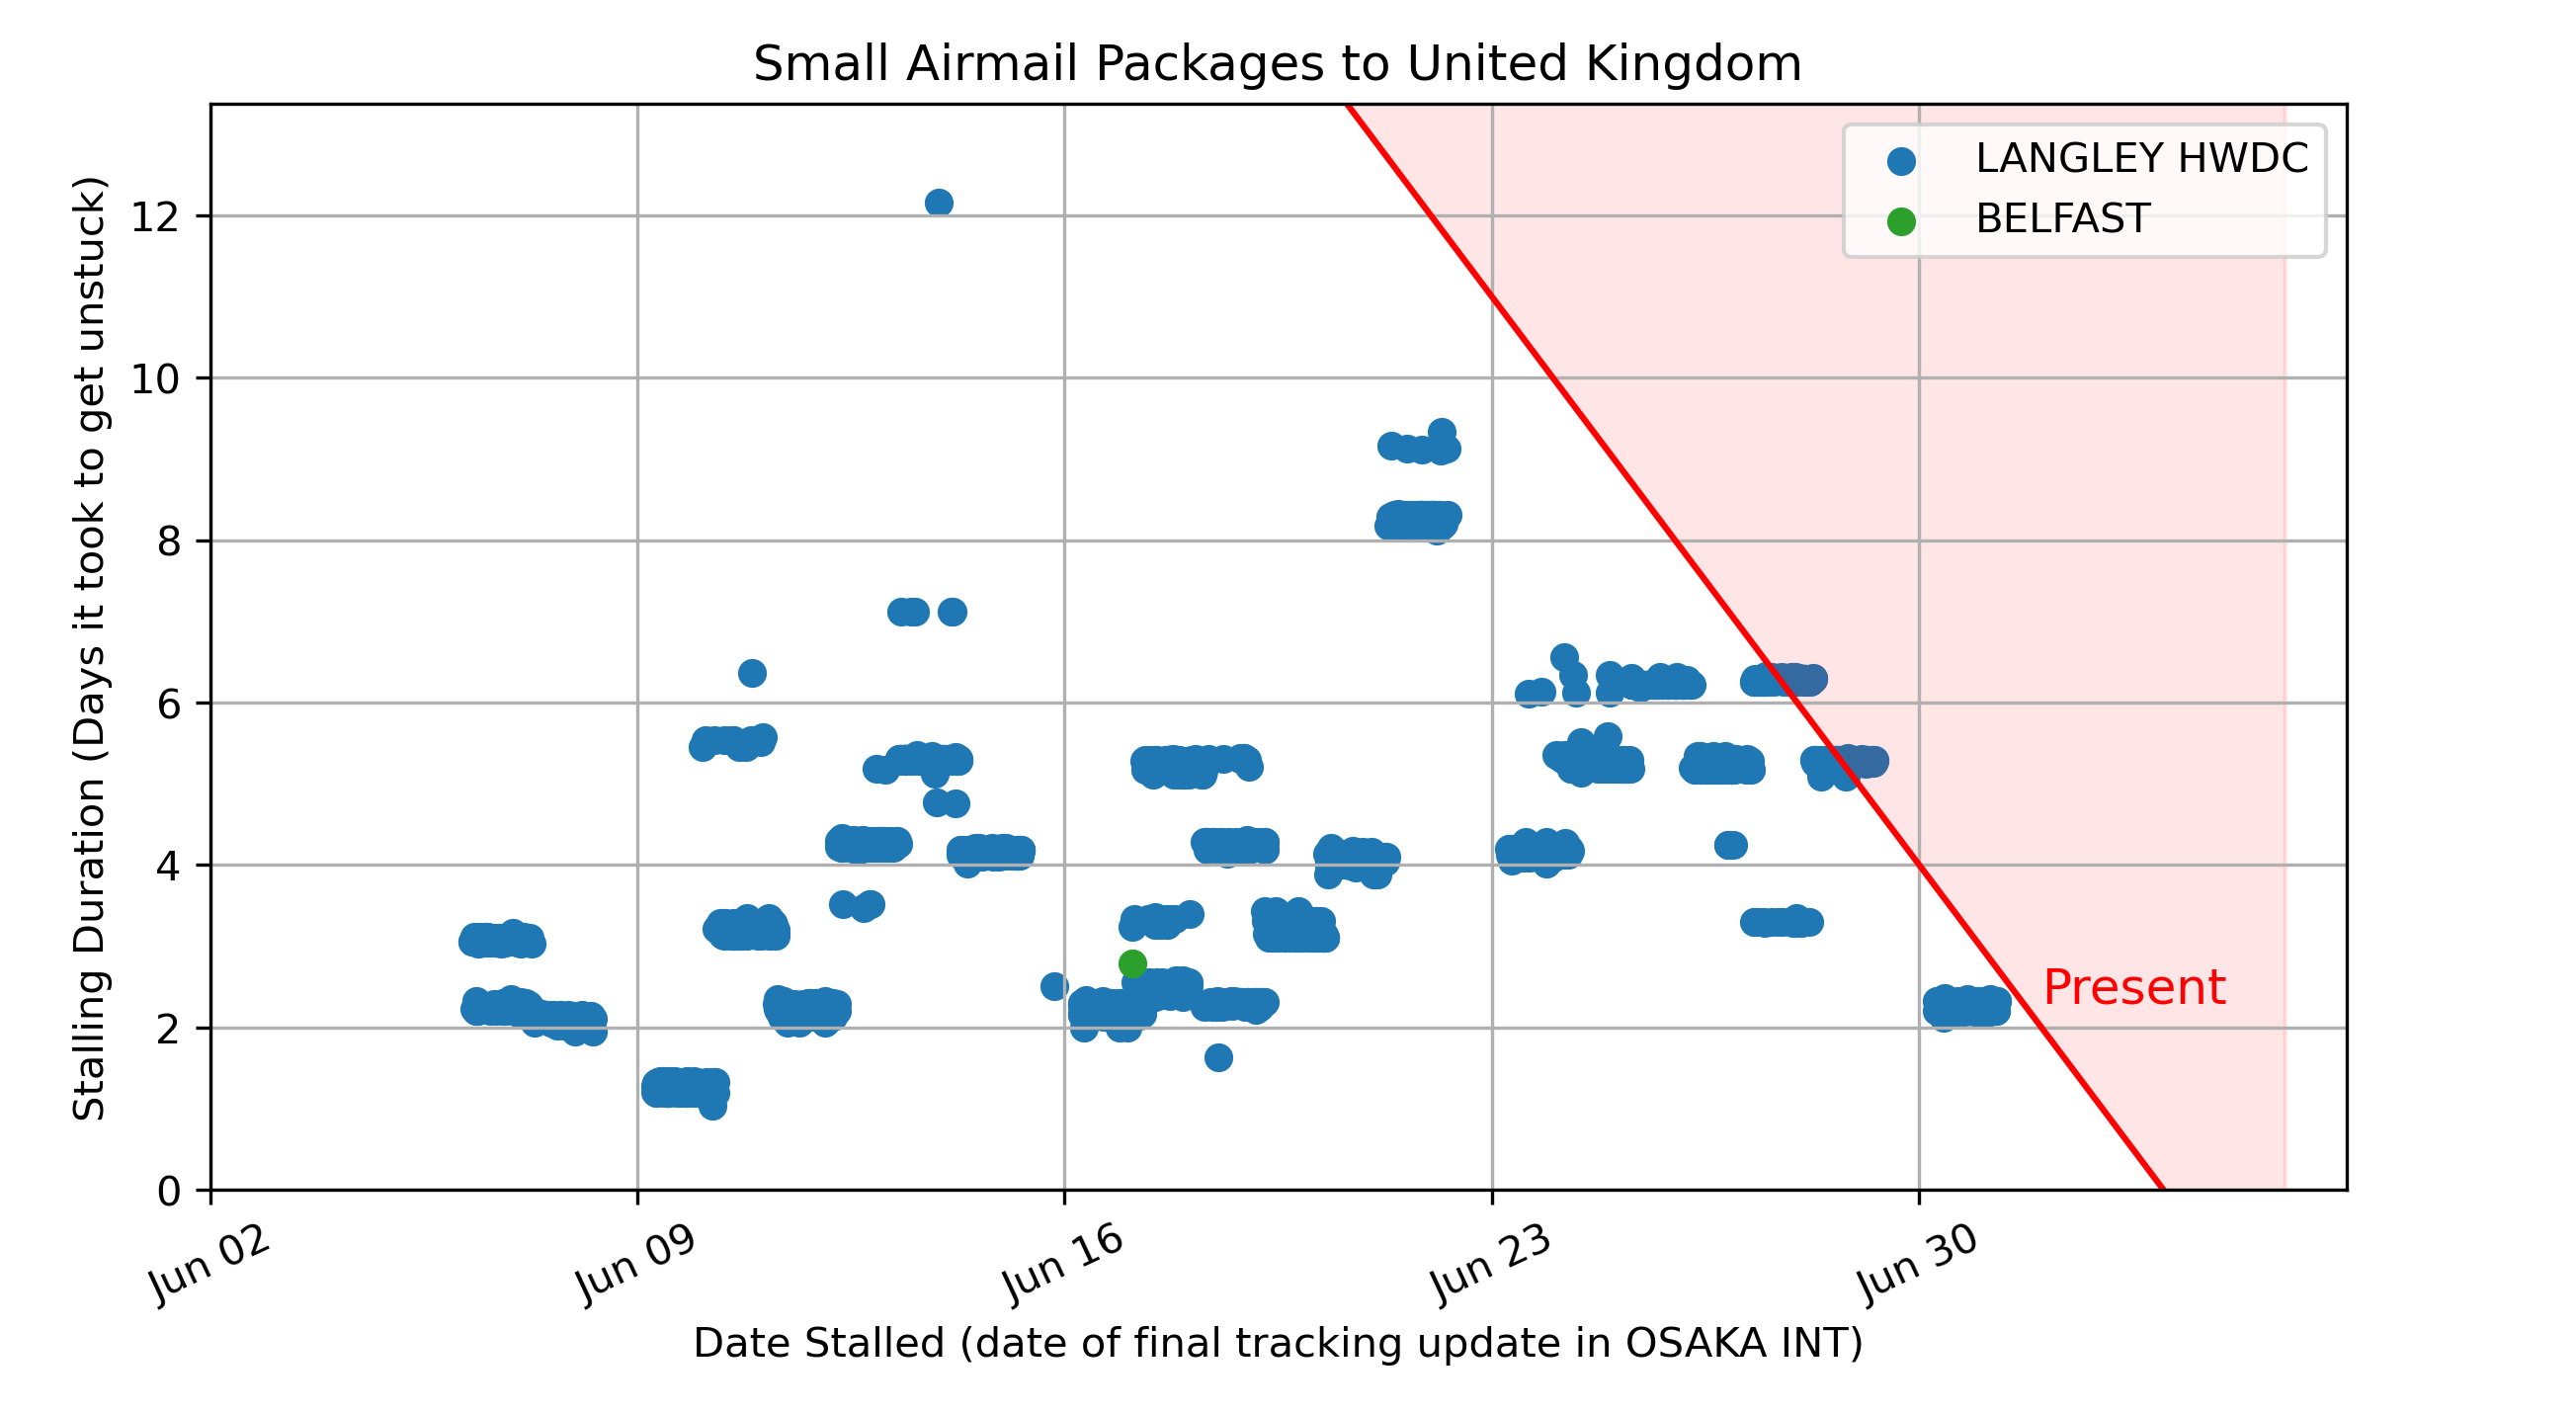 Small Airmail Packages to United Kingdom
LANGLEY HWDC
BELFAST
Stalling Duration (Days it took to get unstuck)
12
10
8
6
4
2
0
Present
Jun 02
Jun 09
Jun 16
Jun 23
Jun 30
Date Stalled (date of final tracking update in OSAKA INT)